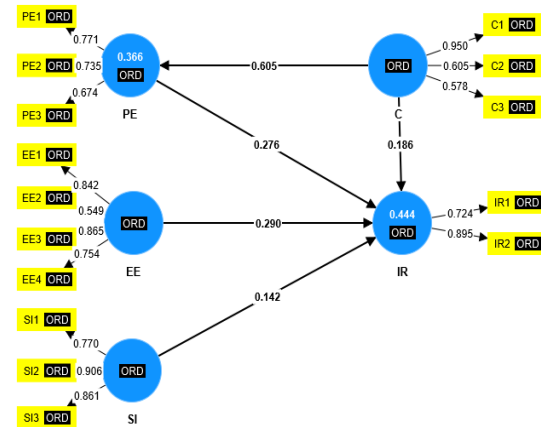 PE1 ORD
0.771
PE2 ORD
0.735
PE3 ORD
0.674
0.366
ORD
PE
0.605
ORD
C
C1 ORD
0.950
C2 ORD
0.605
C3 ORD
0.578
0.276
0.186
EE1 ORD
0.842
EE2 ORD
0.549
EE3 ORD
0.865
EE4 ORD
0.754
ORD
EE
0.290
0.444
ORD
IR
IR1 ORD
0.724
IR2 ORD
0.895
0.142
SI1 ORD
0.770
SI2 ORD
0.906
SI3 ORD
0.861
ORD
SI